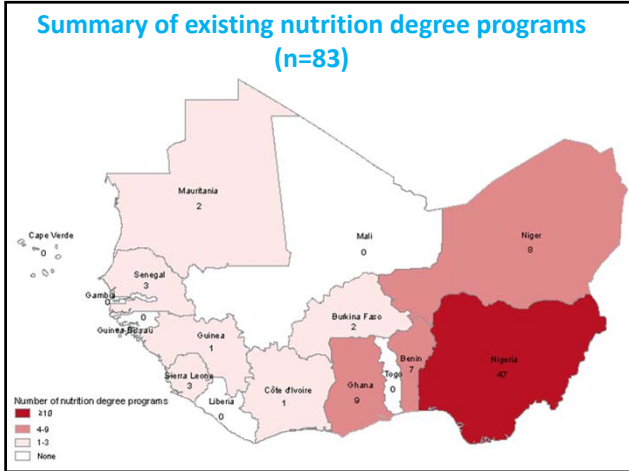 Summary of existing nutrition degree programs
(n=83)
Mauritania
2
Cape Verde
0
Mali
0
Niger
8
Senegal
3
Gambia
0
0
Guinea-Bissau
Burkina Faso
2
Guinea
1
Benin
7
Nigeria
47
Sierra Leone
3
Côte d'Ivoire
1
Ghana
9
Togo
0
Liberia
0
Number of nutrition degree programs
≥10
4-9
1-3
None